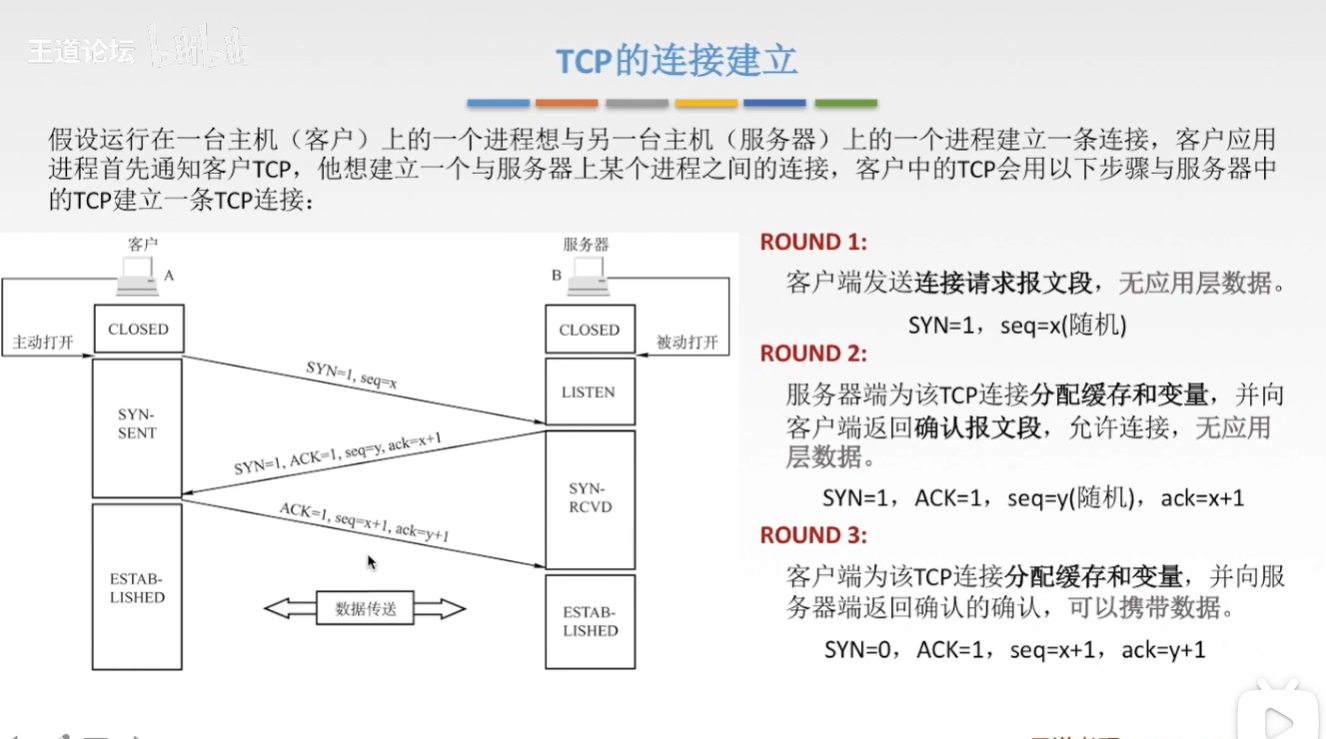 王道论坛 bilibili
TCP的连接建立
假设运行在一台主机（客户）上的一个进程想与另一台主机（服务器）上的一个进程建立一条连接，客户应用
进程首先通知客户TCP，他想建立一个与服务器上某个进程之间的连接，客户中的TCP会用以下步骤与服务器中
的TCP建立一条TCP连接：
客户
服务器
A
B
主动打开
CLOSED
CLOSED
被动打开
SYN=1, seq=x
LISTEN
SYN-
SENT
SYN=1, ACK=1, seq=y, ack=x+1
SYN-
RCVD
ACK=1, seq=x+1, ack=y+1
ESTAB-
LISHED
数据传送
ESTAB-
LISHED
ROUND 1:
客户端发送连接请求报文段，无应用层数据。
SYN=1，seq=x(随机)
ROUND 2:
服务器端为该TCP连接分配缓存和变量，并向
客户端返回确认报文段，允许连接，无应用
层数据。
SYN=1，ACK=1，seq=y(随机)，ack=x+1
ROUND 3:
客户端为该TCP连接分配缓存和变量，并向服
务器端返回确认的确认，可以携带数据。
SYN=0，ACK=1，seq=x+1，ack=y+1